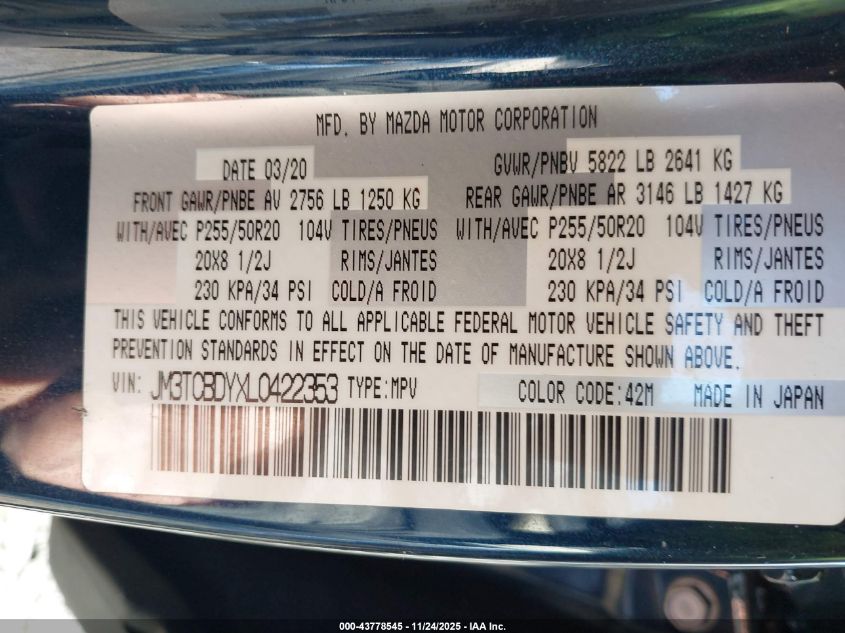 MFD. BY MAZDA MOTOR CORPORATION
DATE 03/20 GVWR/PNBV 5822 LB 2641 KG
FRONT GAWR/PNBE AV 2756 LB 1250 KG REAR GAWR/PNBE AR 3146 LB 1427 KG
WITH/AVEC P255/50R20 104V TIRES/PNEUS WITH/AVEC P255/50R20 104V TIRES/PNEUS
20X8 1/2J RIMS/JANTES 20X8 1/2J RIMS/JANTES
230 KPA/34 PSI COLD/A FROID 230 KPA/34 PSI COLD/A FROID
THIS VEHICLE CONFORMS TO ALL APPLICABLE FEDERAL MOTOR VEHICLE SAFETY AND THEFT
PREVENTION STANDARDS IN EFFECT ON THE DATE OF MANUFACTURE SHOWN ABOVE.
VIN: JM3TCBDYXL0422353 TYPE:MPV COLOR CODE:42M MADE IN JAPAN
000-43778545 - 11/24/2025 - IAA Inc.